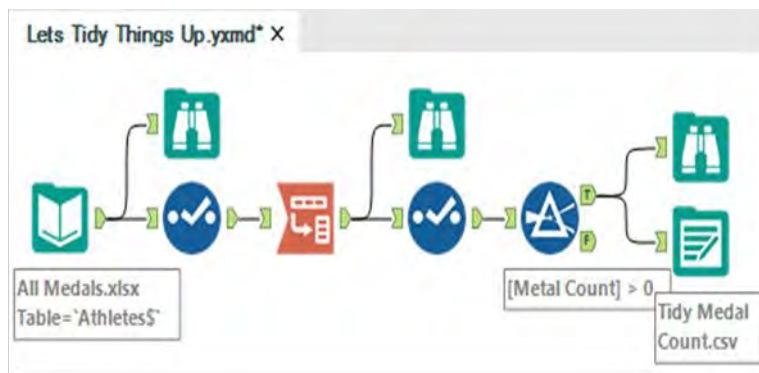 Lets Tidy Things Up.yxmd* X
T
F
All Medals.xlsx
Table=`Athletes$`
[Metal Count] > 0
Tidy Medal
Count.csv